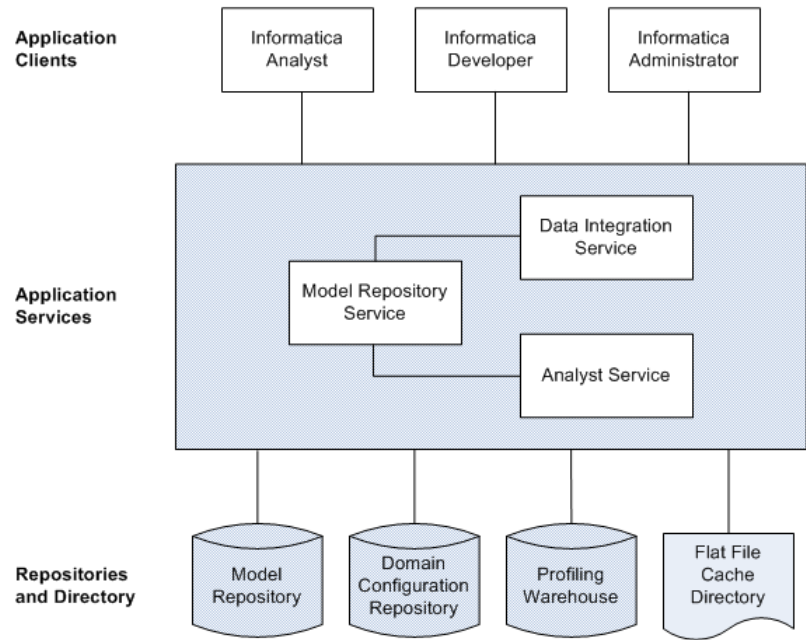 Application
Clients
Informatica
Analyst
Informatica
Developer
Informatica
Administrator
Application
Services
Data Integration
Service
Model Repository
Service
Analyst Service
Repositories
and Directory
Model
Repository
Domain
Configuration
Repository
Profiling
Warehouse
Flat File
Cache
Directory